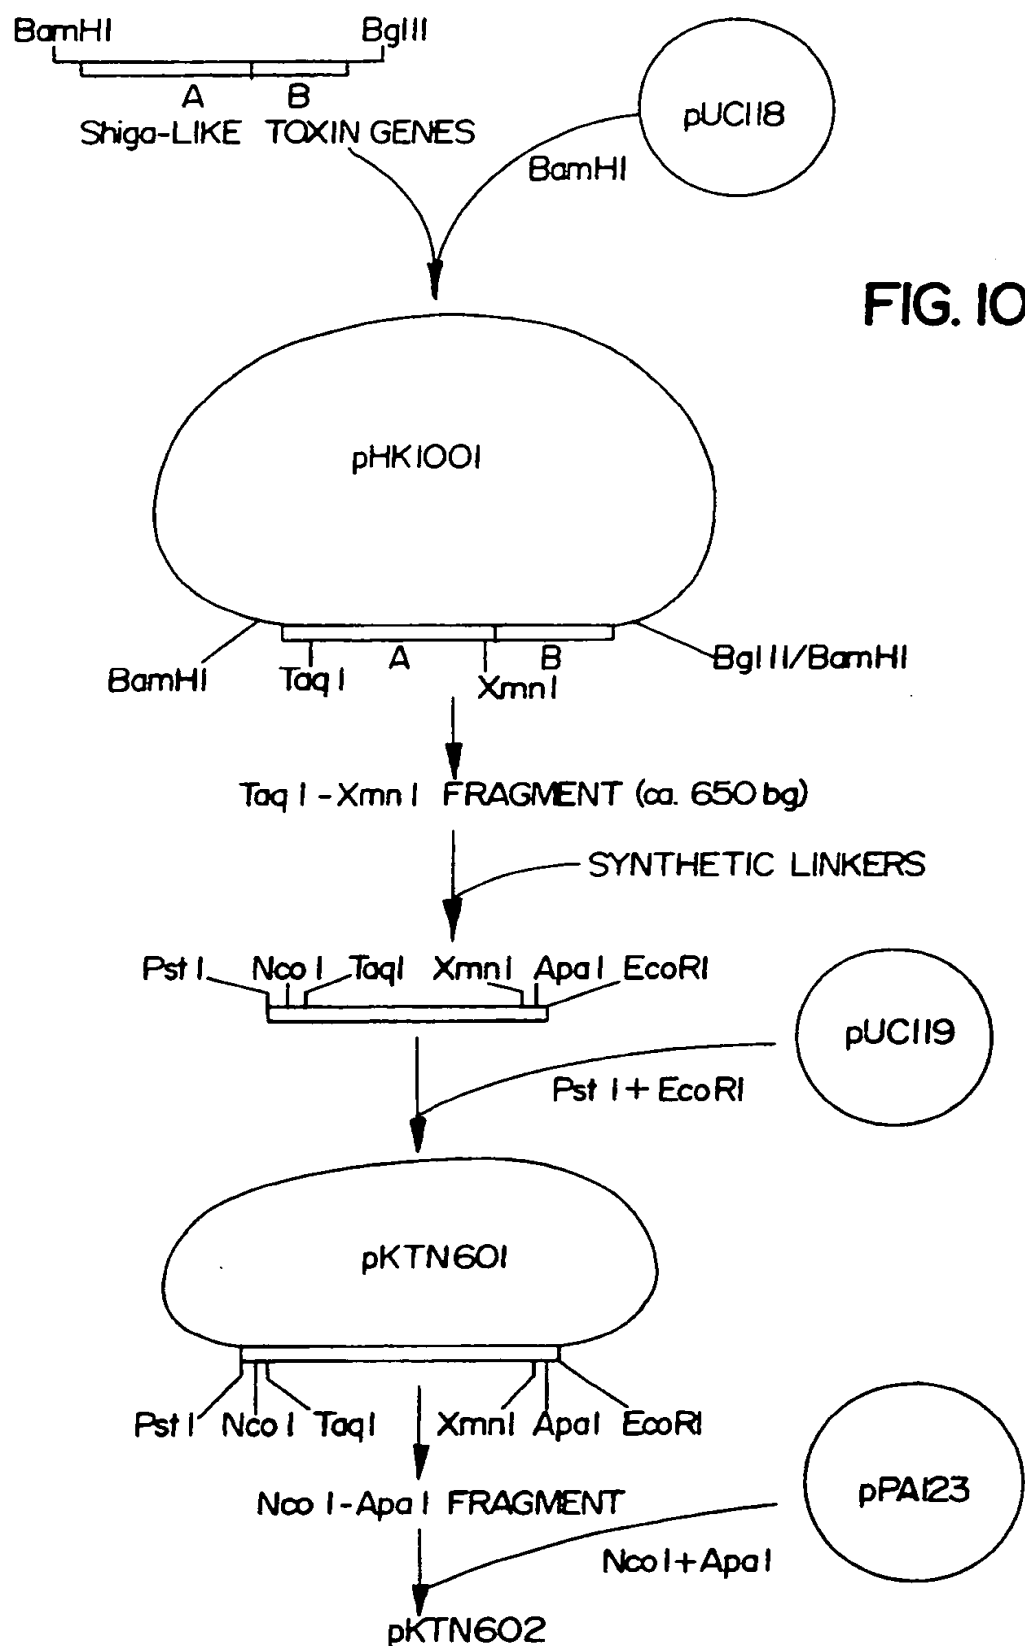 BamHI BglII
A B
Shiga-LIKE TOXIN GENES
pUC118
BamHI
FIG. 10
pHK1001
BamHI TaqI A XmnI B BglII/BamHI
TaqI-XmnI FRAGMENT (ca. 650 bg)
SYNTHETIC LINKERS
PstI NcoI TaqI XmnI ApaI EcoRI
pUC119
PstI+EcoRI
pKTN601
PstI NcoI TaqI XmnI ApaI EcoRI
NcoI-ApaI FRAGMENT
pPA123
NcoI+ApaI
pKTN602